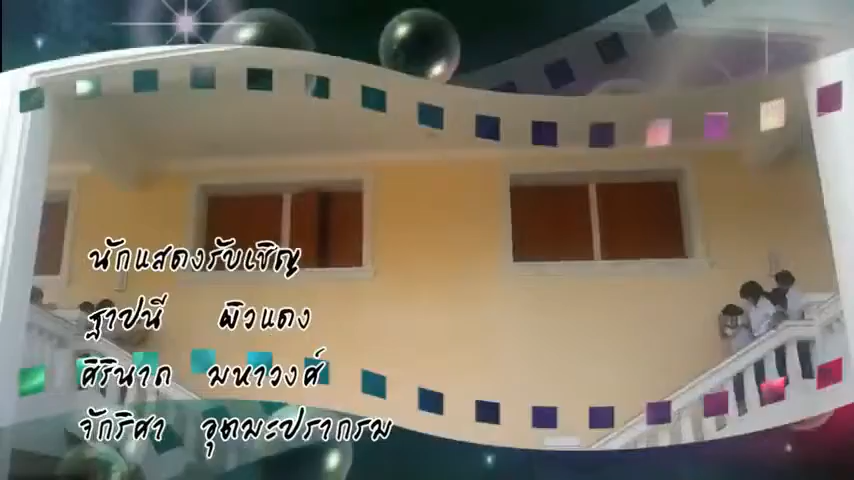 นักแสดงรับเชิญ
ฐาปนี ผิวแดง
ศิรินาถ มหาวงศ์
จักริศา อุตมะปรากรม